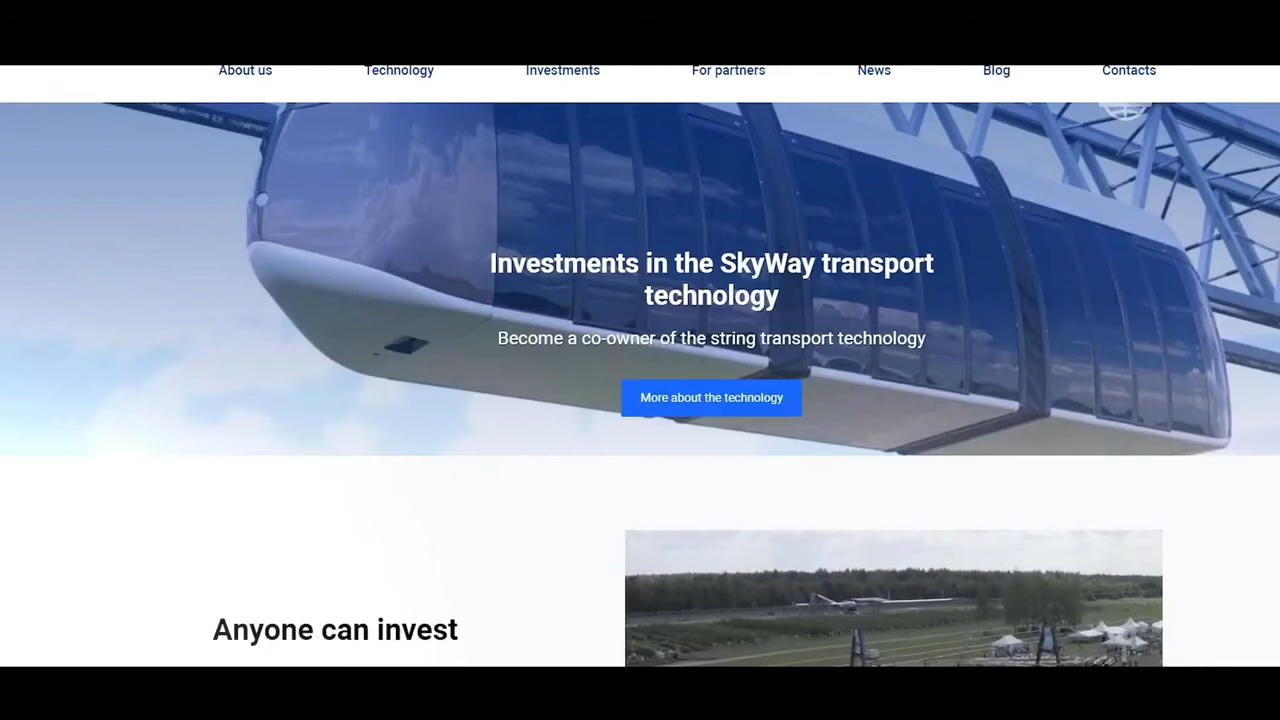 About us Technology Investments For partners News Blog Contacts
Investments in the SkyWay transport
technology
Become a co-owner of the string transport technology
More about the technology
Anyone can invest